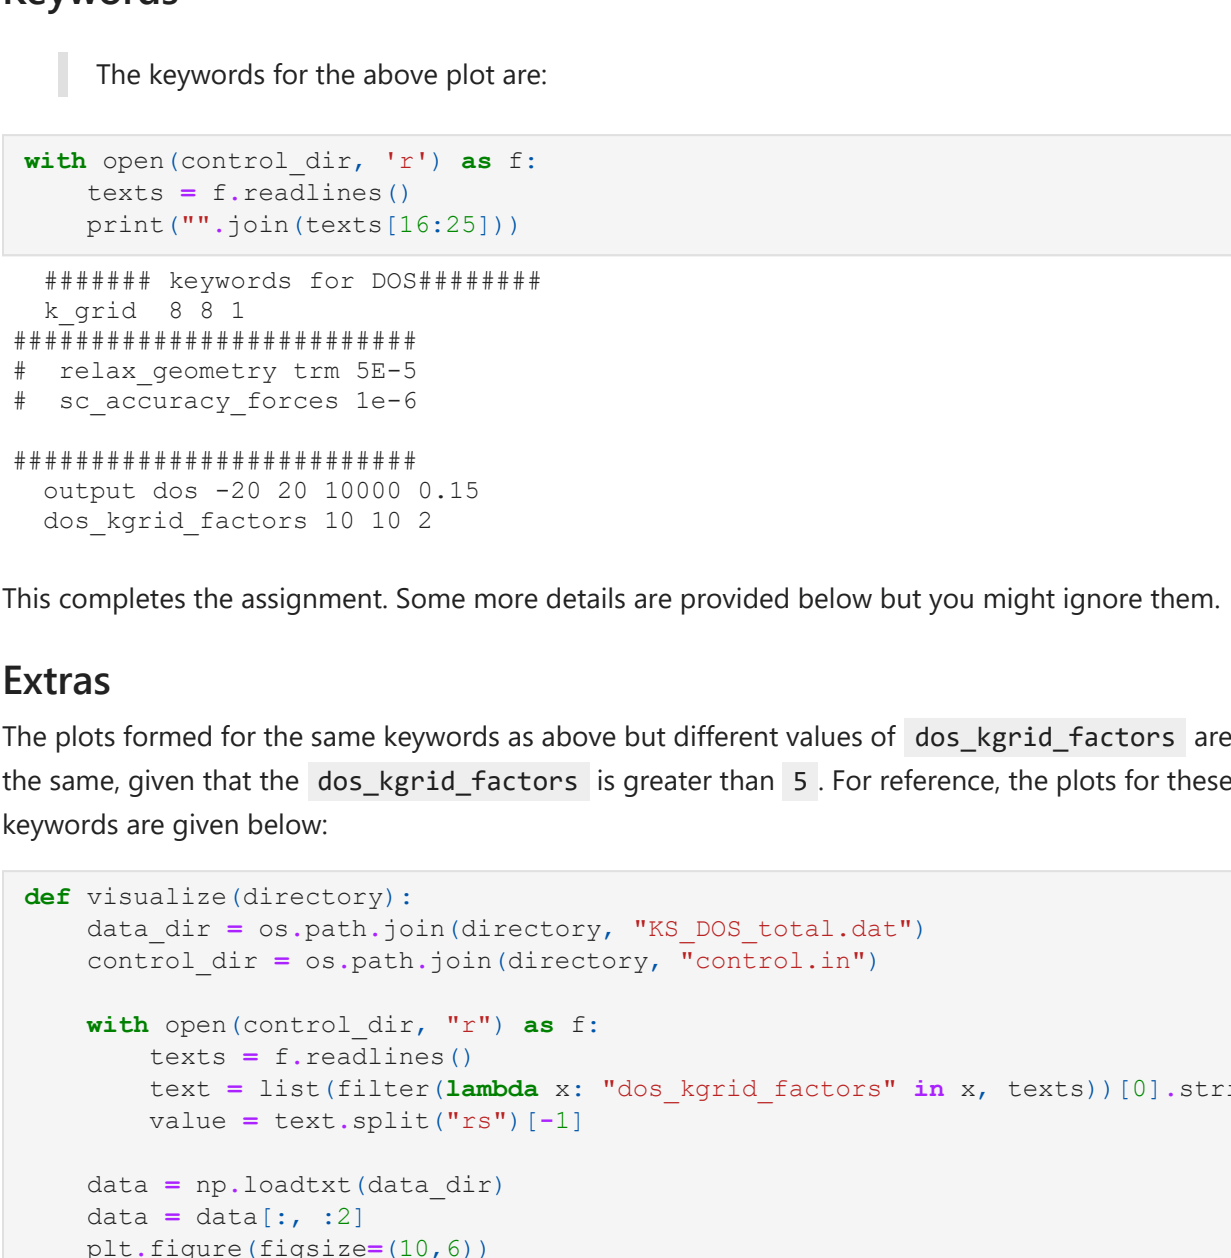 Keywords
The keywords for the above plot are:
with open(control_dir, 'r') as f:
    texts = f.readlines()
    print("".join(texts[16:25]))
  ####### keywords for DOS########
  k_grid  8 8 1
##########################
#  relax_geometry trm 5E-5
#  sc_accuracy_forces 1e-6
##########################
  output dos -20 20 10000 0.15
  dos_kgrid_factors 10 10 2
This completes the assignment. Some more details are provided below but you might ignore them.
Extras
The plots formed for the same keywords as above but different values of dos_kgrid_factors are
the same, given that the dos_kgrid_factors is greater than 5 . For reference, the plots for these
keywords are given below:
def visualize(directory):
    data_dir = os.path.join(directory, "KS_DOS_total.dat")
    control_dir = os.path.join(directory, "control.in")
    with open(control_dir, "r") as f:
        texts = f.readlines()
        text = list(filter(lambda x: "dos_kgrid_factors" in x, texts))[0].stri
        value = text.split("rs")[-1]
    data = np.loadtxt(data_dir)
    data = data[:, :2]
    plt.figure(figsize=(10,6))